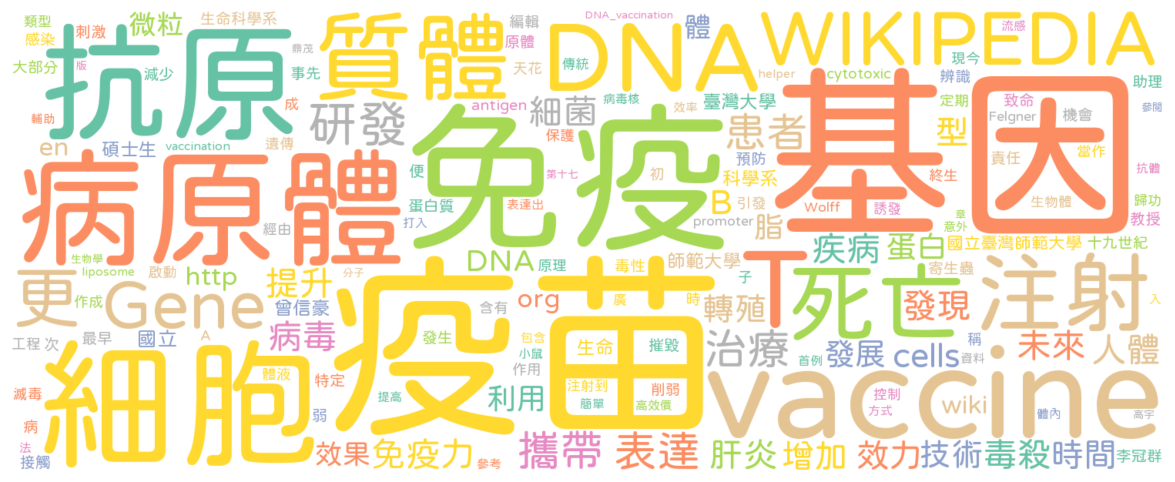 類型
感染
刺激
微粒
生命科學系
鼎茂
編輯
原體
DNA_vaccination
體
WIKIPEDIA
流感
現今
大部分
版
減少
抗原
事先
質體
天花
傳統
DNA
helper
cytotoxic
辨識
助理
輔助
成
遺傳
研發
antigen
細菌
病毒核
效率
臺灣大學
定期
致命
Felgner
機會
參閱
en
碩士生
vaccination
保護
患者
型
責任
當作
抗體
病原體
便
免疫
第十七
初
預防
科學系
基因
終生
生物體
歸功
教授
蛋白質
表達出
B
引發
Wolff
誘發
章
意外
經由
打入
promoter
脂
疾病
蛋白
國立臺灣師範大學
十九世紀
生物學
liposome
啟動
http
分子
DNA
原理
毒性
師範大學
子
T
死亡
寄生蟲
注射
更
作成
Gene
提升
曾信豪
疫苗
含有
org
廣
時
轉殖
發現
入
工程
次
最早
國立
A
病毒
發生
包含
小鼠
作用
生命
摧毀
治療
首例
發展
cells
稱
資料
未來
人體
細胞
體液
特定
提高
弱
利用
注射到
簡單
削弱
高效價
vaccine
控制
方式
wiki
體內
高宇
滅毒
病
法
接觸
效果
免疫力
參考
攜帶
表達
肝炎
增加
效力
技術
毒殺
時間
李冠群